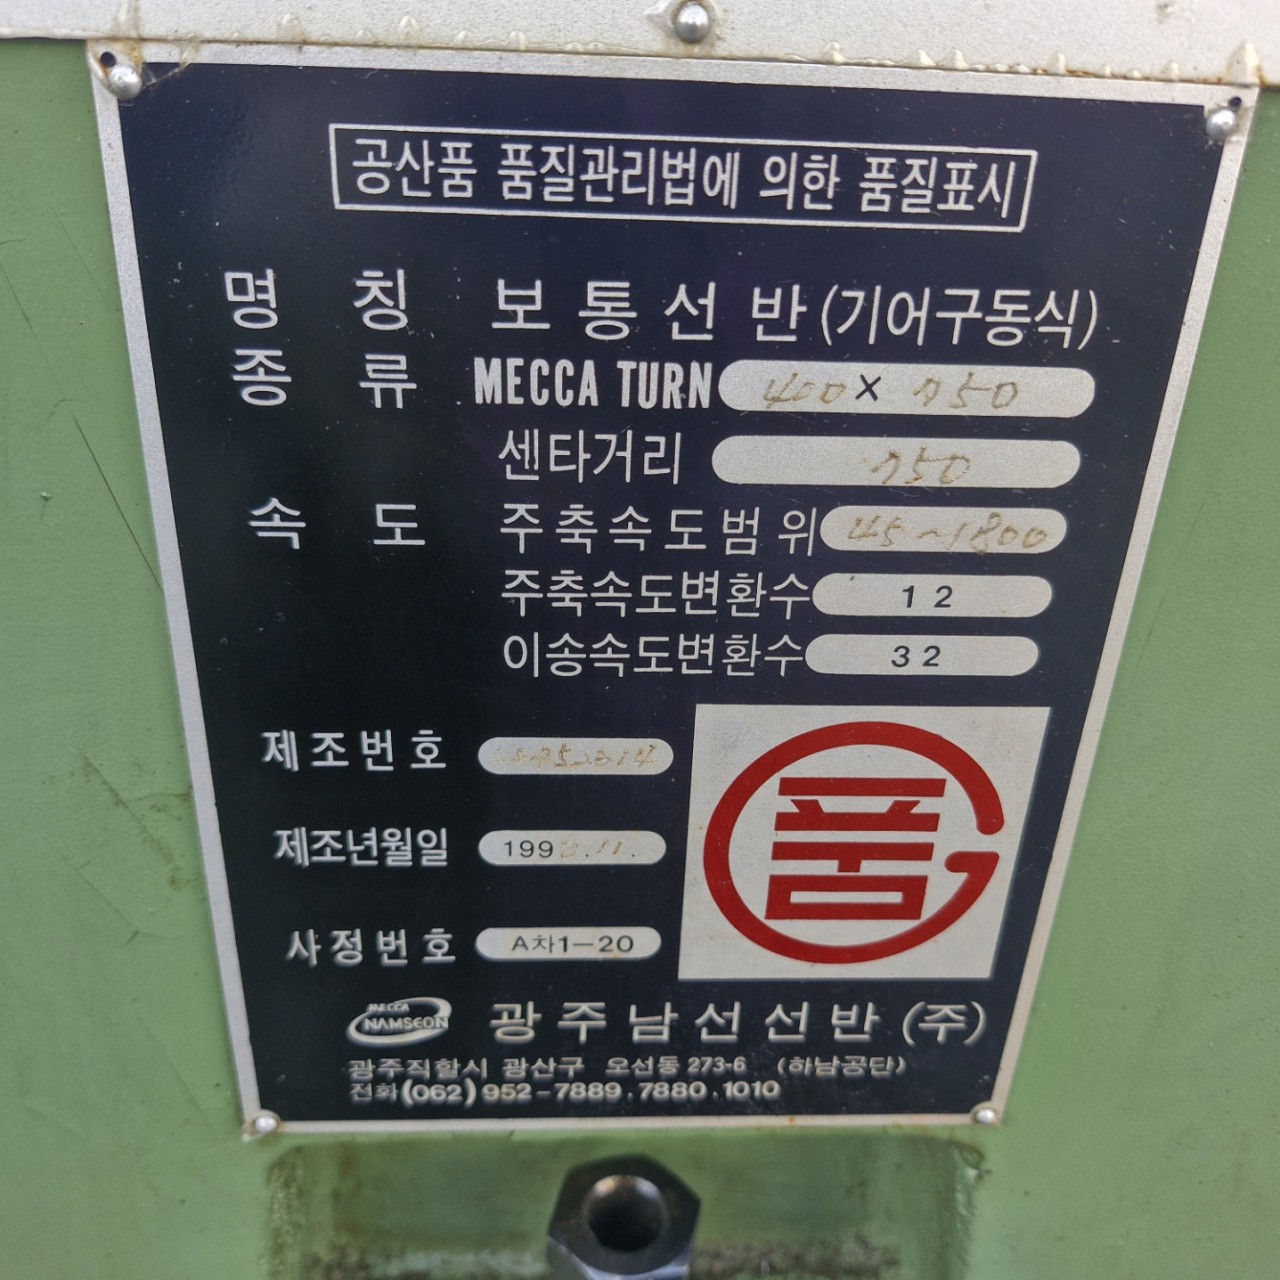 공산품 품질관리법에 의한 품질표시
명 칭 보 통 선 반 (기어구동식)
종 류 MECCA TURN 400 X 750
센타거리 750
속 도 주축속도범위 45~1800
주축속도변환수 12
이송속도변환수 32
제조번호
제조년월일 199 .11.
사정번호 A차1-20
품
MECCA
NAMSEON 광주남선선반(주)
광주직할시 광산구 오선동 273-6 (하남공단)
전화(062)952-7889.7880.1010